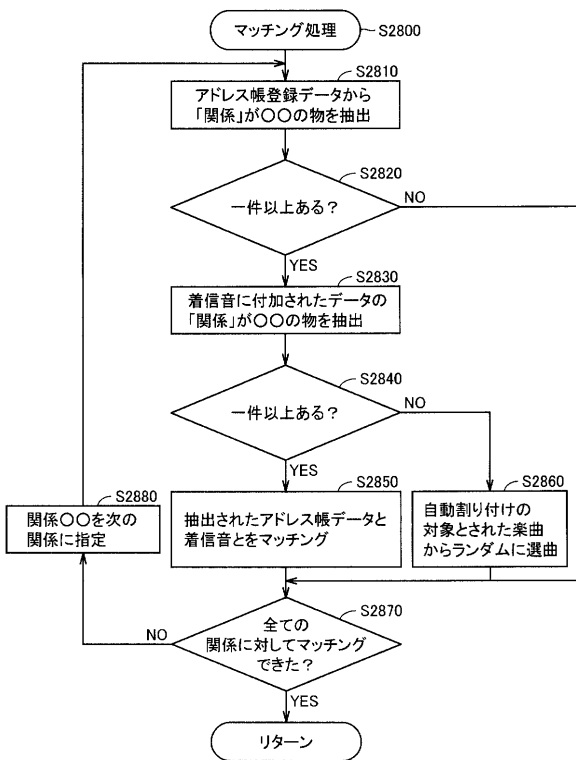 マッチング処理
S2800
S2810
アドレス帳登録データから
「関係」が〇〇の物を抽出
S2820
一件以上ある?
NO
YES
S2830
着信音に付加されたデータの
「関係」が〇〇の物を抽出
S2840
一件以上ある?
NO
YES
S2850
抽出されたアドレス帳データと
着信音とをマッチング
S2860
自動割り付けの
対象とされた楽曲
からランダムに選曲
S2880
関係〇〇を次の
関係に指定
S2870
全ての
関係に対してマッチング
できた?
NO
YES
リターン